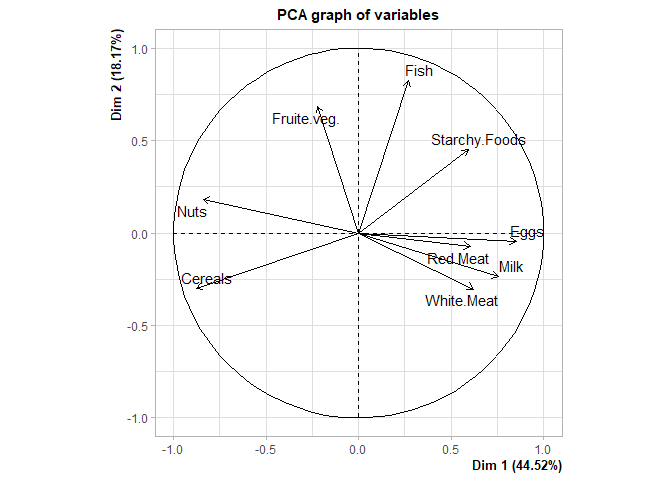 PCA graph of variables
Dim 2 (18.17%)
1.0
0.5
0.0
-0.5
-1.0
Fish
Fruite.veg.
Starchy.Foods
Nuts
Eggs
Red.Meat
Milk
Cereals
White.Meat
-1.0
-0.5
0.0
0.5
1.0
Dim 1 (44.52%)